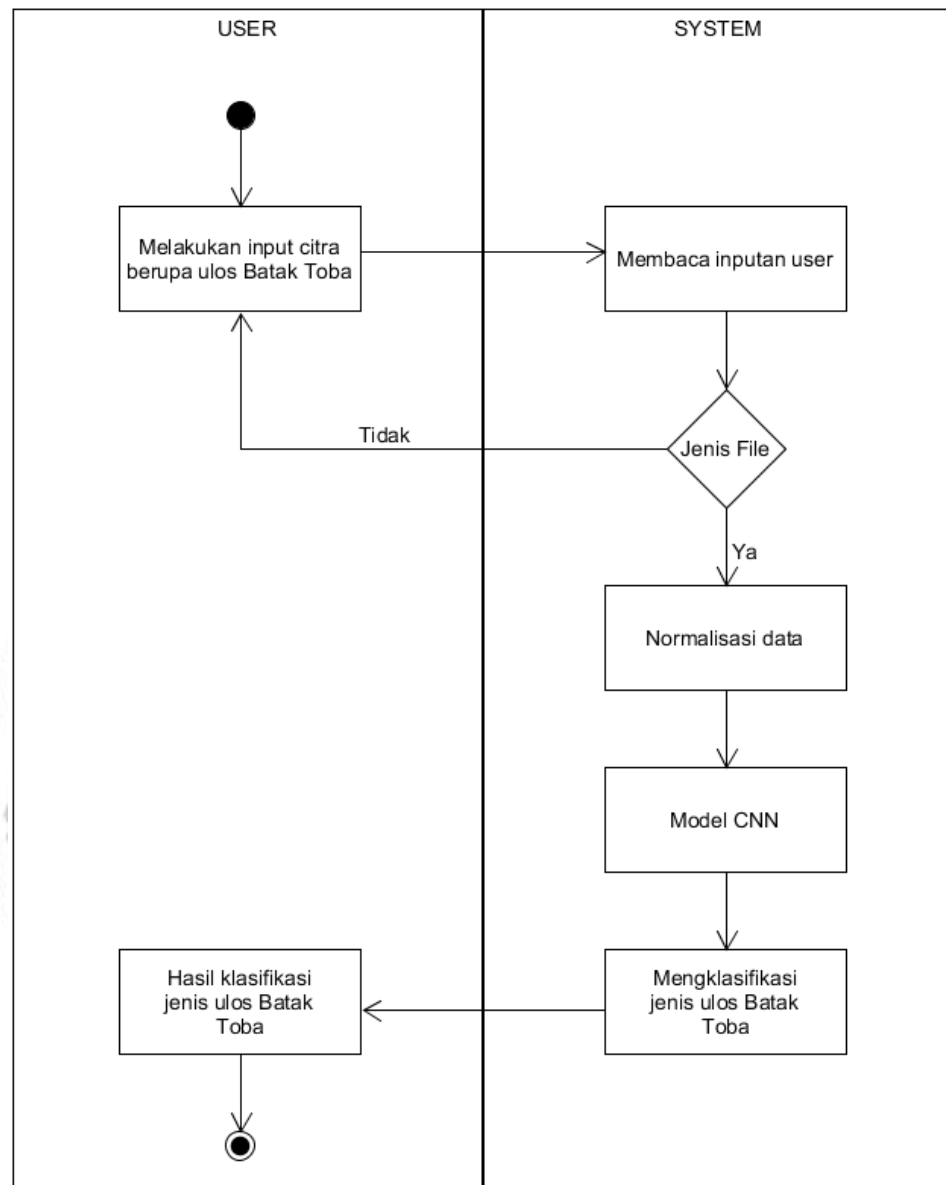 USER
SYSTEM
Melakukan input citra
berupa ulos Batak Toba
Membaca inputan user
Jenis File
Tidak
Ya
Normalisasi data
Model CNN
Mengklasifikasi
jenis ulos Batak
Toba
Hasil klasifikasi
jenis ulos Batak
Toba